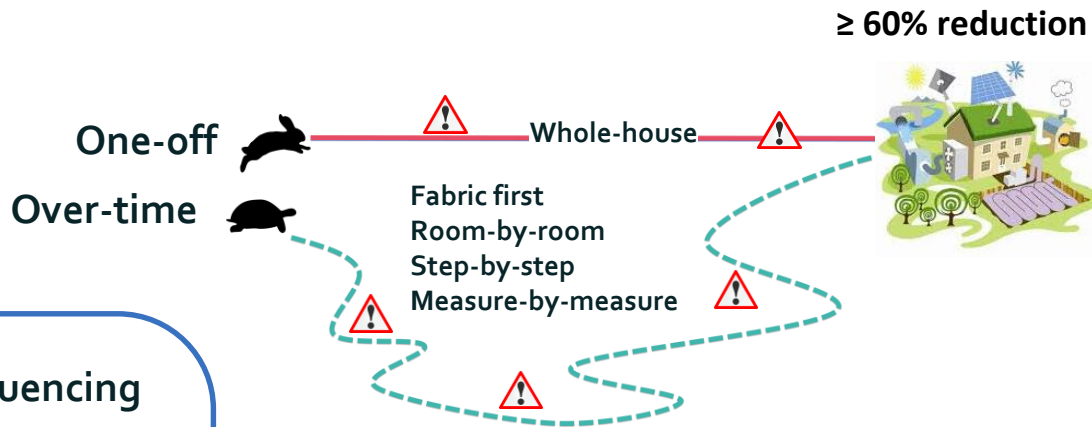 ≥ 60% reduction
One-off
Whole-house
Over-time
Fabric first
Room-by-room
Step-by-step
Measure-by-measure
uencing